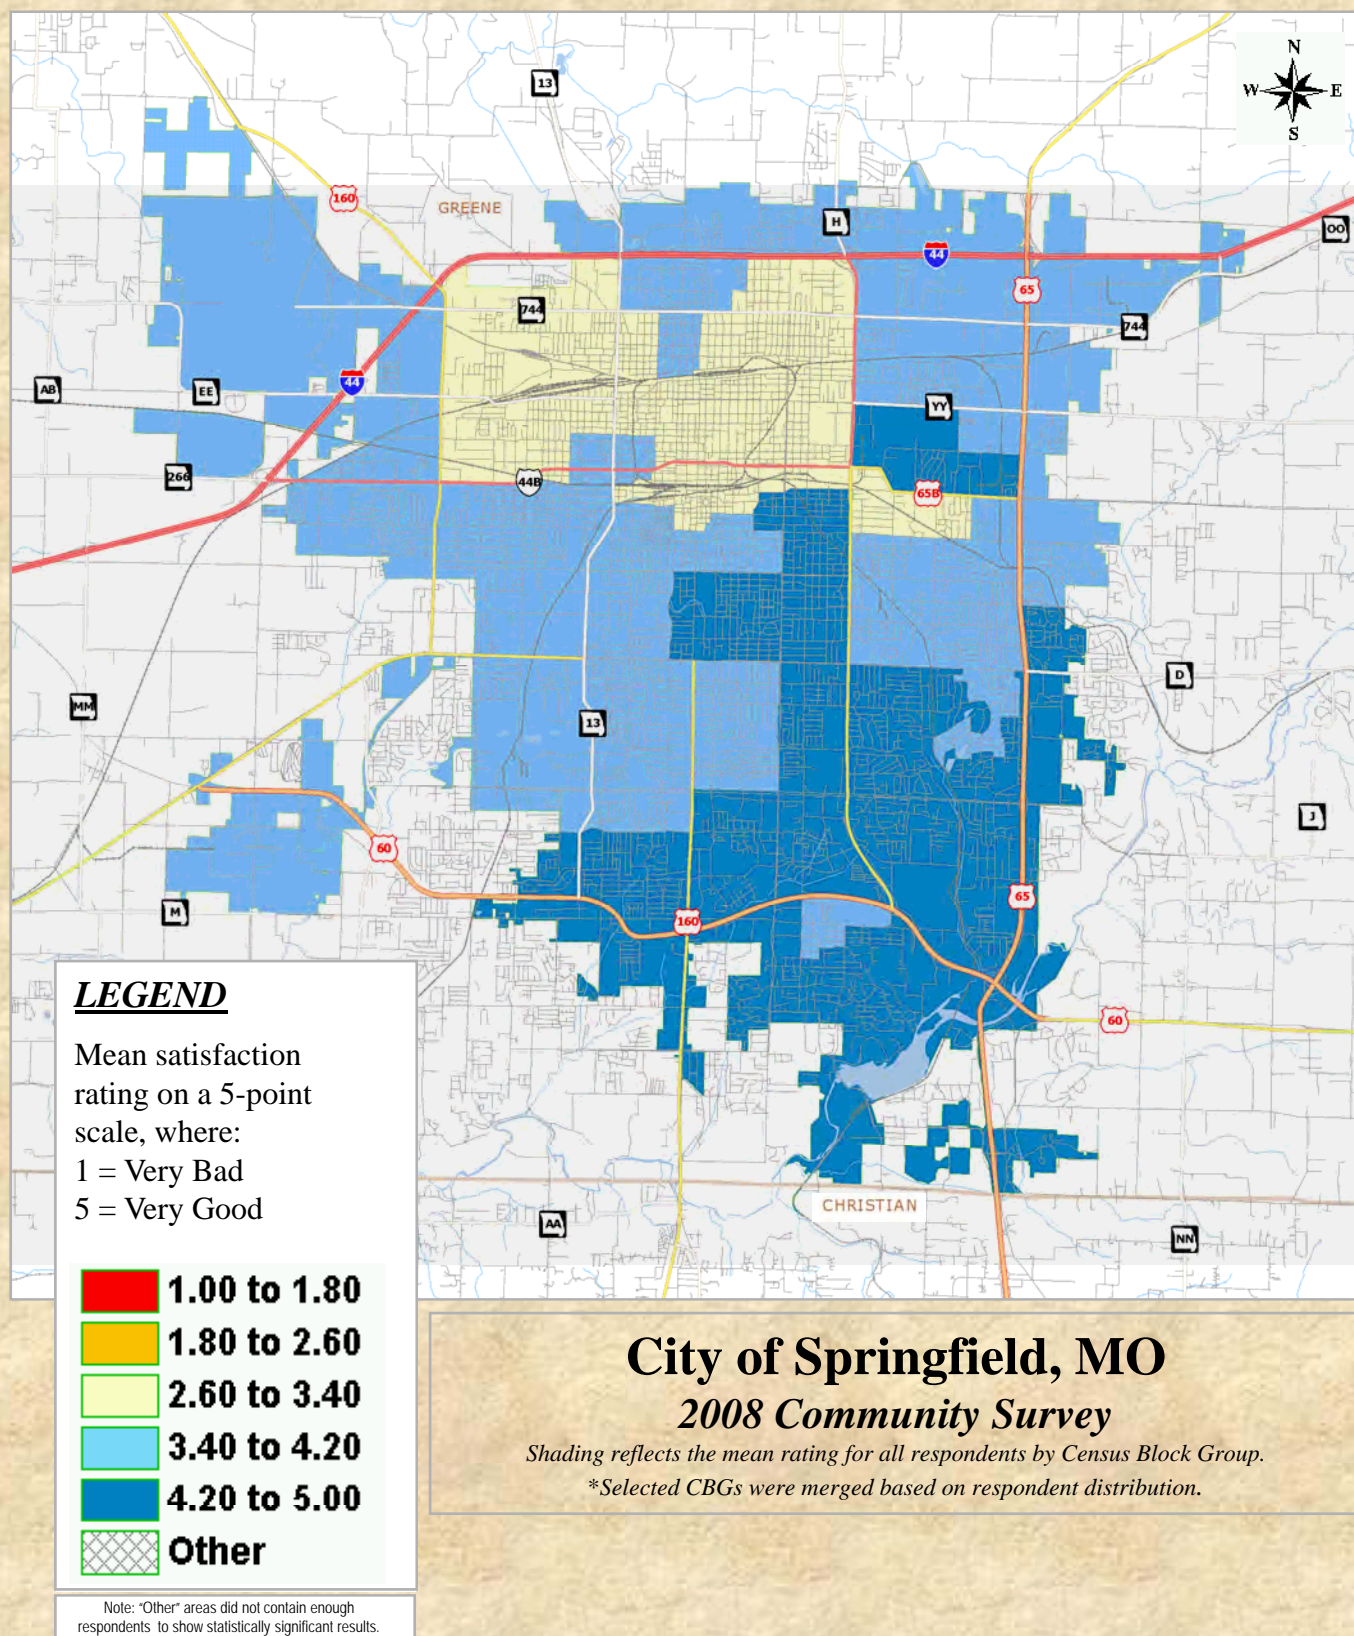 N
W E
S
13
160
GREENE
H
OO
44
65
744
744
44
AB
EE
YY
266
44B
65B
D
MM
13
J
60
65
M
160
60
CHRISTIAN
AA
NN
LEGEND
Mean satisfaction
rating on a 5-point
scale, where:
1 = Very Bad
5 = Very Good
1.00 to 1.80
1.80 to 2.60
2.60 to 3.40
3.40 to 4.20
4.20 to 5.00
Other
Note: “Other” areas did not contain enough
respondents to show statistically significant results.
City of Springfield, MO
2008 Community Survey
Shading reflects the mean rating for all respondents by Census Block Group.
*Selected CBGs were merged based on respondent distribution.